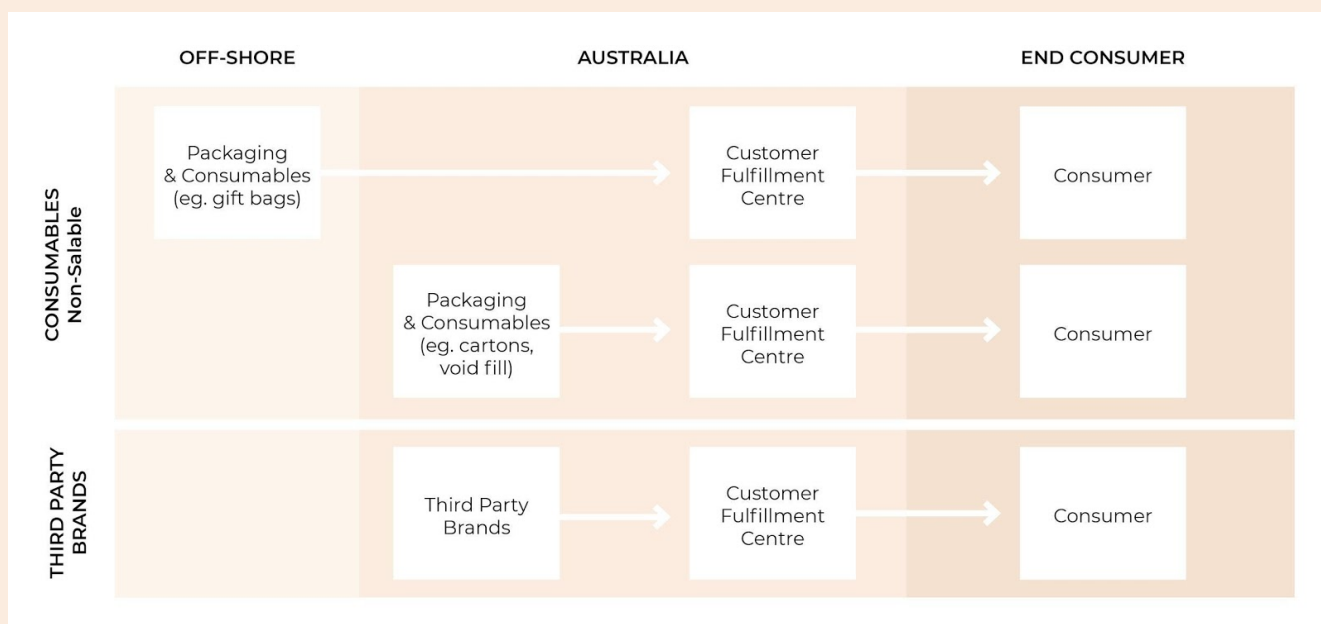 OFF-SHORE
AUSTRALIA
END CONSUMER
CONSUMABLES
Non-Salable
Packaging
& Consumables
(eg. gift bags)
Customer
Fulfillment
Centre
Consumer
Packaging
& Consumables
(eg. cartons,
void fill)
Customer
Fulfillment
Centre
Consumer
THIRD PARTY
BRANDS
Third Party
Brands
Customer
Fulfillment
Centre
Consumer